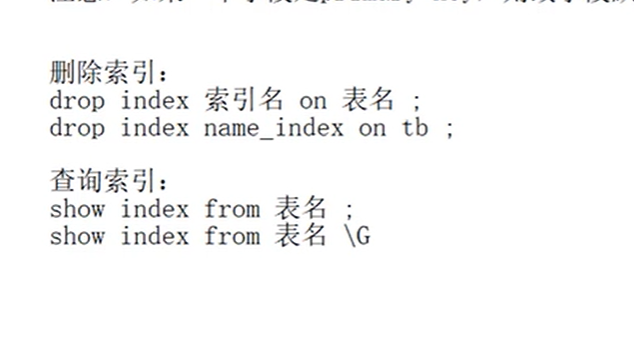 删除索引：
drop index 索引名 on 表名 ;
drop index name_index on tb ;
查询索引：
show index from 表名 ;
show index from 表名 \G